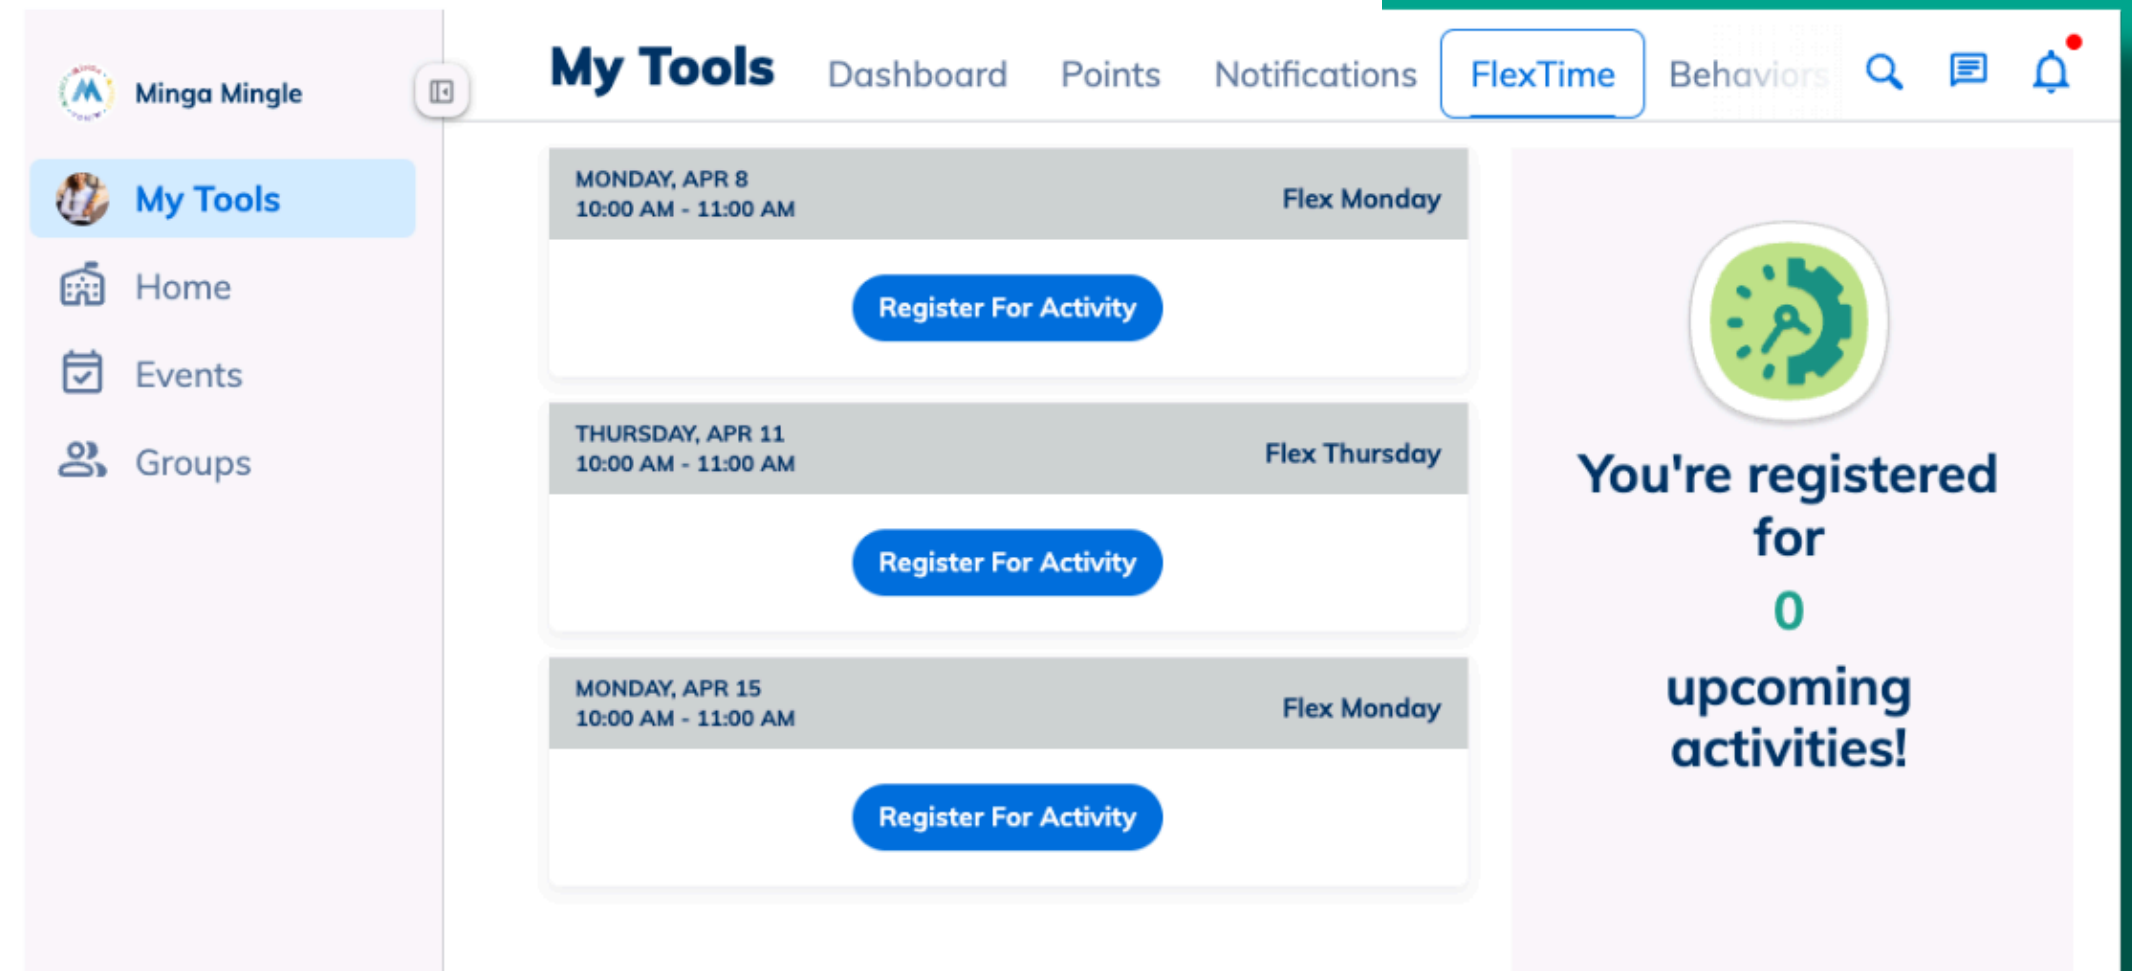 Minga Mingle
My Tools
Home
Events
Groups
My Tools Dashboard Points Notifications FlexTime Behaviors
MONDAY, APR 8
10:00 AM - 11:00 AM
Flex Monday
Register For Activity
THURSDAY, APR 11
10:00 AM - 11:00 AM
Flex Thursday
Register For Activity
MONDAY, APR 15
10:00 AM - 11:00 AM
Flex Monday
Register For Activity
You're registered
for
0
upcoming
activities!